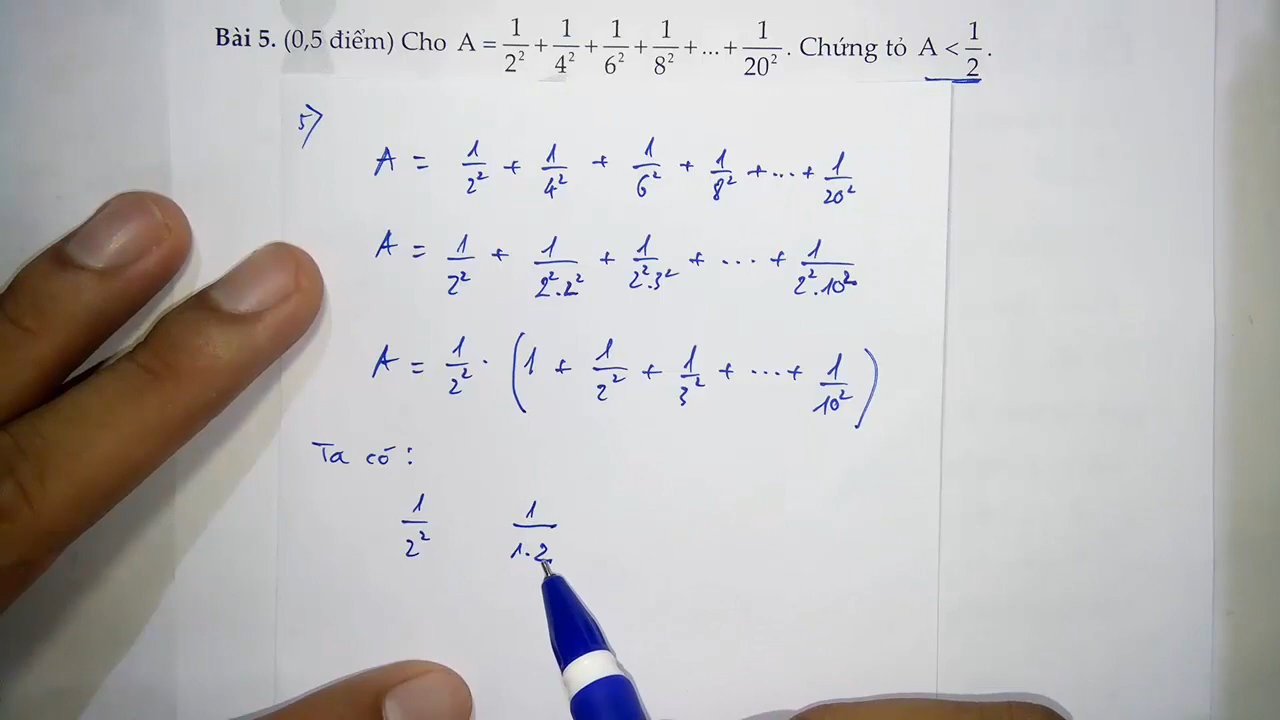 Bài 5. (0,5 điểm) Cho A = 1/2² + 1/4² + 1/6² + 1/8² + ... + 1/20². Chứng tỏ A < 1/2.
5)
A = 1/2² + 1/4² + 1/6² + 1/8² + ... + 1/20²
A = 1/2² + 1/2².2² + 1/2².3² + ... + 1/2².10²
A = 1/2² . (1 + 1/2² + 1/3² + ... + 1/10²)
Ta có:
1/2² 1/1.2